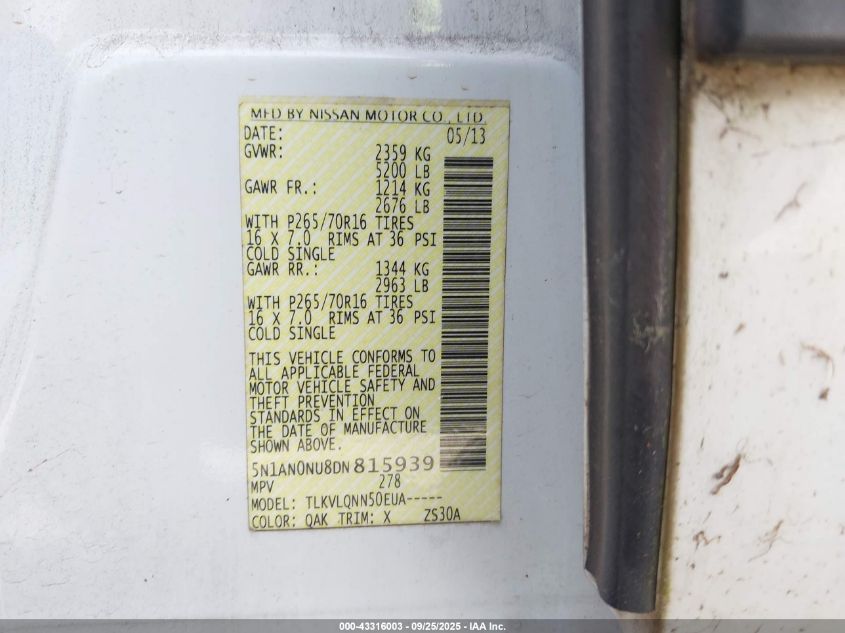 MFD BY NISSAN MOTOR CO., LTD.
DATE: 05/13
GVWR: 2359 KG
5200 LB
GAWR FR.: 1214 KG
2676 LB
WITH P265/70R16 TIRES
16 X 7.0 RIMS AT 36 PSI
COLD SINGLE
GAWR RR.: 1344 KG
2963 LB
WITH P265/70R16 TIRES
16 X 7.0 RIMS AT 36 PSI
COLD SINGLE
THIS VEHICLE CONFORMS TO
ALL APPLICABLE FEDERAL
MOTOR VEHICLE SAFETY AND
THEFT PREVENTION
STANDARDS IN EFFECT ON
THE DATE OF MANUFACTURE
SHOWN ABOVE.
5N1AN0NU8DN815939
MPV 278
MODEL: TLKVLQNN50EUA-----
COLOR: QAK TRIM: X ZS30A
000-43316003 - 09/25/2025 - IAA Inc.